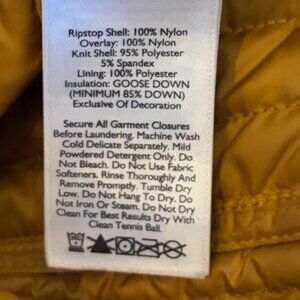 Ripstop Shell: 100% Nylon
Overlay: 100% Nylon
Knit Shell: 95% Polyester
5% Spandex
Lining: 100% Polyester
Insulation: GOOSE DOWN
(MINIMUM 85% DOWN)
Exclusive Of Decoration
Secure All Garment Closures
Before Laundering. Machine Wash
Cold Delicate Separately. Mild
Powdered Detergent Only. Do
Not Bleach. Do Not Use Fabric
Softeners. Rinse Thoroughly And
Remove Promptly. Tumble Dry
Low. Do Not Hang To Dry. Do
Not Iron Or Steam. Do Not Dry
Clean For Best Results Dry With
Clean Tennis Ball.